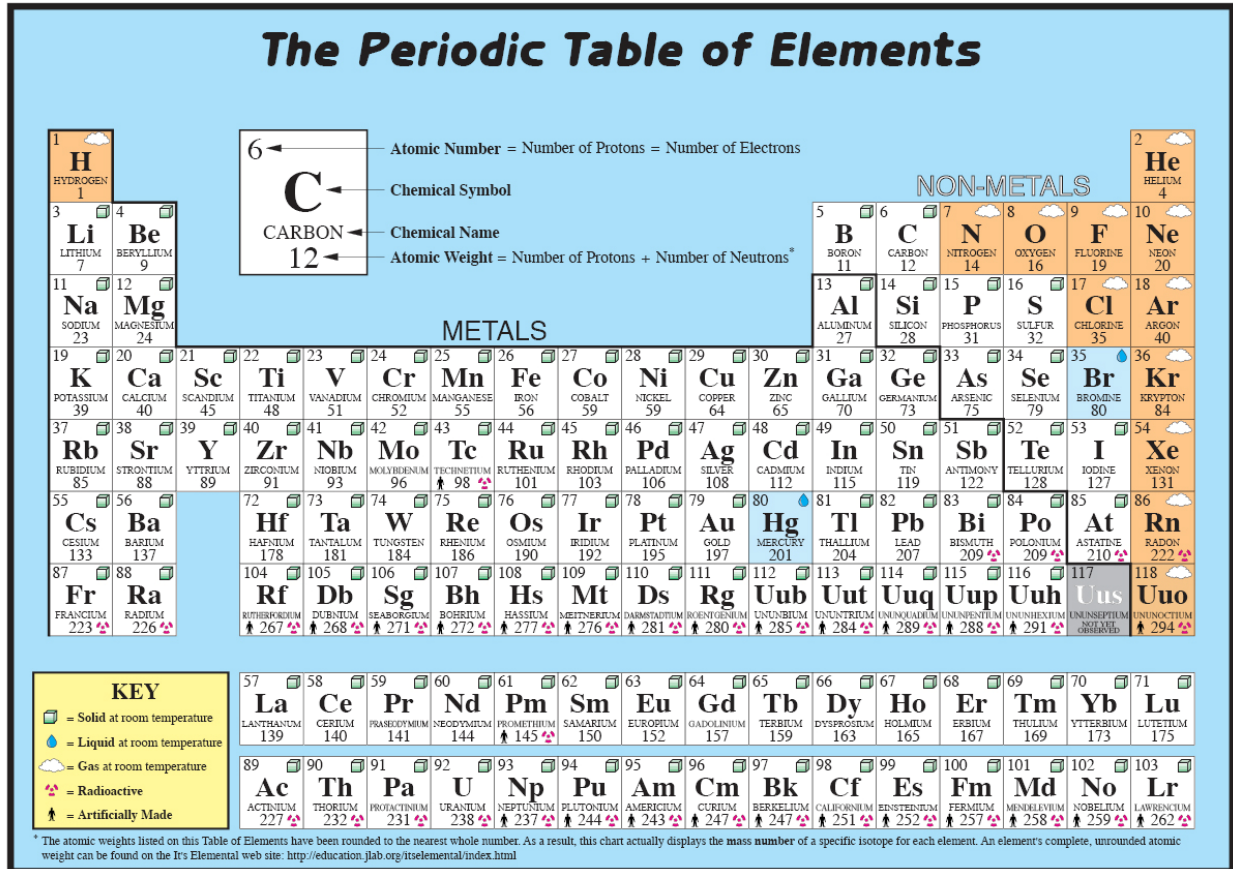 The Periodic Table of Elements
1
H
HYDROGEN
1
6
Atomic Number = Number of Protons = Number of Electrons
C
Chemical Symbol
CARBON
Chemical Name
12
Atomic Weight = Number of Protons + Number of Neutrons*
NON-METALS
METALS
2
He
HELIUM
4
3 4 5 6 7 8 9 10
Li Be B C N O F Ne
LITHIUM BERYLLIUM BORON CARBON NITROGEN OXYGEN FLUORINE NEON
7 9 11 12 14 16 19 20
11 12 13 14 15 16 17 18
Na Mg Al Si P S Cl Ar
SODIUM MAGNESIUM ALUMINUM SILICON PHOSPHORUS SULFUR CHLORINE ARGON
23 24 27 28 31 32 35 40
19 20 21 22 23 24 25 26 27 28 29 30 31 32 33 34 35 36
K Ca Sc Ti V Cr Mn Fe Co Ni Cu Zn Ga Ge As Se Br Kr
POTASSIUM CALCIUM SCANDIUM TITANIUM VANADIUM CHROMIUM MANGANESE IRON COBALT NICKEL COPPER ZINC GALLIUM GERMANIUM ARSENIC SELENIUM BROMINE KRYPTON
39 40 45 48 51 52 55 56 59 59 64 65 70 73 75 79 80 84
37 38 39 40 41 42 43 44 45 46 47 48 49 50 51 52 53 54
Rb Sr Y Zr Nb Mo Tc Ru Rh Pd Ag Cd In Sn Sb Te I Xe
RUBIDIUM STRONTIUM YTTRIUM ZIRCONIUM NIOBIUM MOLYBDENUM TECHNETIUM RUTHENIUM RHODIUM PALLADIUM SILVER CADMIUM INDIUM TIN ANTIMONY TELLURIUM IODINE XENON
85 88 89 91 93 96 98 101 103 106 108 112 115 119 122 128 127 131
55 56 72 73 74 75 76 77 78 79 80 81 82 83 84 85 86
Cs Ba Hf Ta W Re Os Ir Pt Au Hg Tl Pb Bi Po At Rn
CESIUM BARIUM HAFNIUM TANTALUM TUNGSTEN RHENIUM OSMIUM IRIDIUM PLATINUM GOLD MERCURY THALLIUM LEAD BISMUTH POLONIUM ASTATINE RADON
133 137 178 181 184 186 190 192 195 197 201 204 207 209 209 210 222
87 88 104 105 106 107 108 109 110 111 112 113 114 115 116 117 118
Fr Ra Rf Db Sg Bh Hs Mt Ds Rg Uub Uut Uuq Uup Uuh Uus Uuo
FRANCIUM RADIUM RUTHERFORDIUM DUBNIUM SEABORGIUM BOHRIUM HASSIUM MEITNERIUM DARMSTADTIUM ROENTGENIUM UNUNBIUM UNUNTRIUM UNUNQUADIUM UNUNPENTIUM UNUNHEXIUM UNUNSEPTIUM UNUNOCTIUM
223 226 267 268 271 272 277 276 281 280 285 284 289 288 291 NOT YET OBSERVED 294
KEY
= Solid at room temperature
= Liquid at room temperature
= Gas at room temperature
= Radioactive
= Artificially Made
57 58 59 60 61 62 63 64 65 66 67 68 69 70 71
La Ce Pr Nd Pm Sm Eu Gd Tb Dy Ho Er Tm Yb Lu
LANTHANUM CERIUM PRASEODYMIUM NEODYMIUM PROMETHIUM SAMARIUM EUROPIUM GADOLINIUM TERBIUM DYSPROSIUM HOLMIUM ERBIUM THULIUM YTTERBIUM LUTETIUM
139 140 141 144 145 150 152 157 159 163 165 167 169 173 175
89 90 91 92 93 94 95 96 97 98 99 100 101 102 103
Ac Th Pa U Np Pu Am Cm Bk Cf Es Fm Md No Lr
ACTINIUM THORIUM PROTACTINIUM URANIUM NEPTUNIUM PLUTONIUM AMERICIUM CURIUM BERKELIUM CALIFORNIUM EINSTEINIUM FERMIUM MENDELEVIUM NOBELIUM LAWRENCIUM
227 232 231 238 237 244 243 247 247 251 252 257 258 259 262
* The atomic weights listed on this Table of Elements have been rounded to the nearest whole number. As a result, this chart actually displays the mass number of a specific isotope for each element. An element's complete, unrounded atomic
weight can be found on the It's Elemental web site: http://education.jlab.org/itselemental/index.html